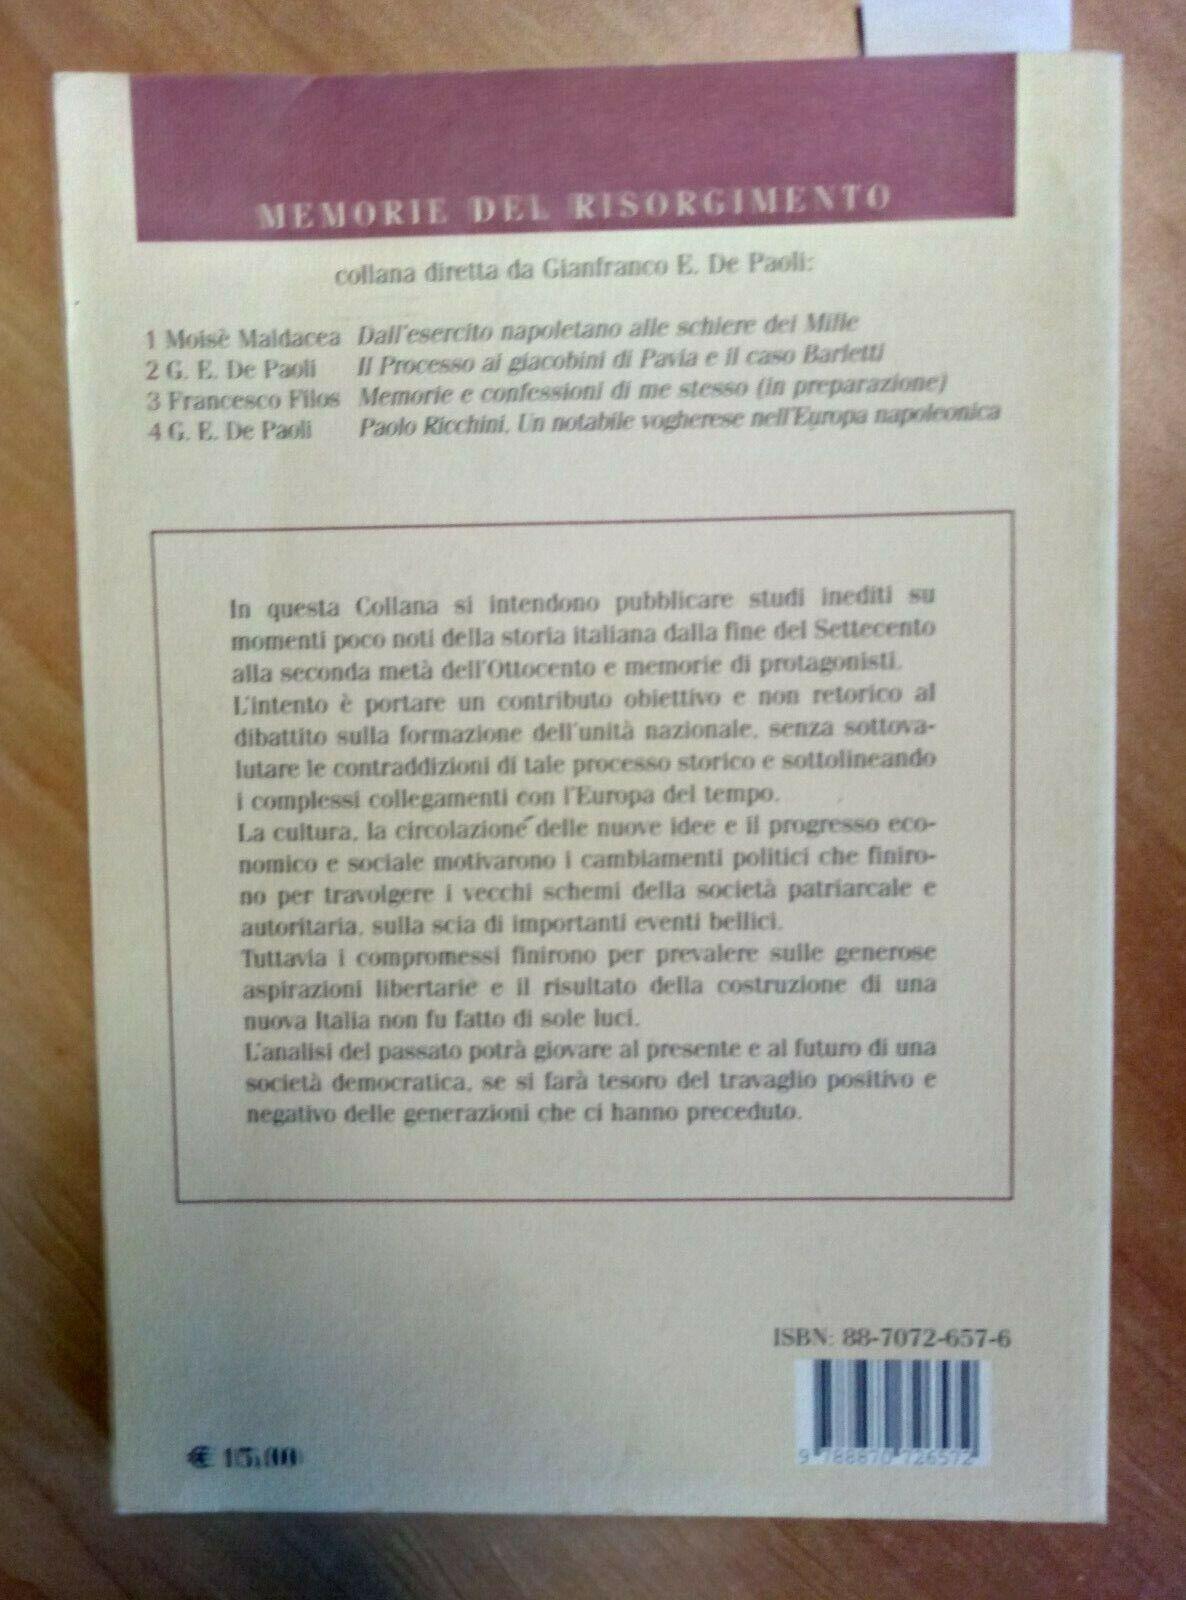 MEMORIE DEL RISORGIMENTO
collana diretta da Gianfranco E. De Paoli:
1 Moisè Maldacea Dall'esercito napoletano alle schiere dei Mille
2 G. E. De Paoli Il Processo ai giacobini di Pavia e il caso Barletti
3 Francesco Filos Memorie e confessioni di me stesso (in preparazione)
4 G. E. De Paoli Paolo Ricchini, Un notabile vogherese nell'Europa napoleonica
In questa Collana si intendono pubblicare studi inediti su
momenti poco noti della storia italiana dalla fine del Settecento
alla seconda metà dell'Ottocento e memorie di protagonisti.
L'intento è portare un contributo obiettivo e non retorico al
dibattito sulla formazione dell'unità nazionale, senza sottova-
lutare le contraddizioni di tale processo storico e sottolineando
i complessi collegamenti con l'Europa del tempo.
La cultura, la circolazione delle nuove idee e il progresso eco-
nomico e sociale motivarono i cambiamenti politici che finiro-
no per travolgere i vecchi schemi della società patriarcale e
autoritaria, sulla scia di importanti eventi bellici.
Tuttavia i compromessi finirono per prevalere sulle generose
aspirazioni libertarie e il risultato della costruzione di una
nuova Italia non fu fatto di sole luci.
L'analisi del passato potrà giovare al presente e al futuro di una
società democratica, se si farà tesoro del travaglio positivo e
negativo delle generazioni che ci hanno preceduto.
ISBN: 88-7072-657-6
€ 15,00
9 788870 726572